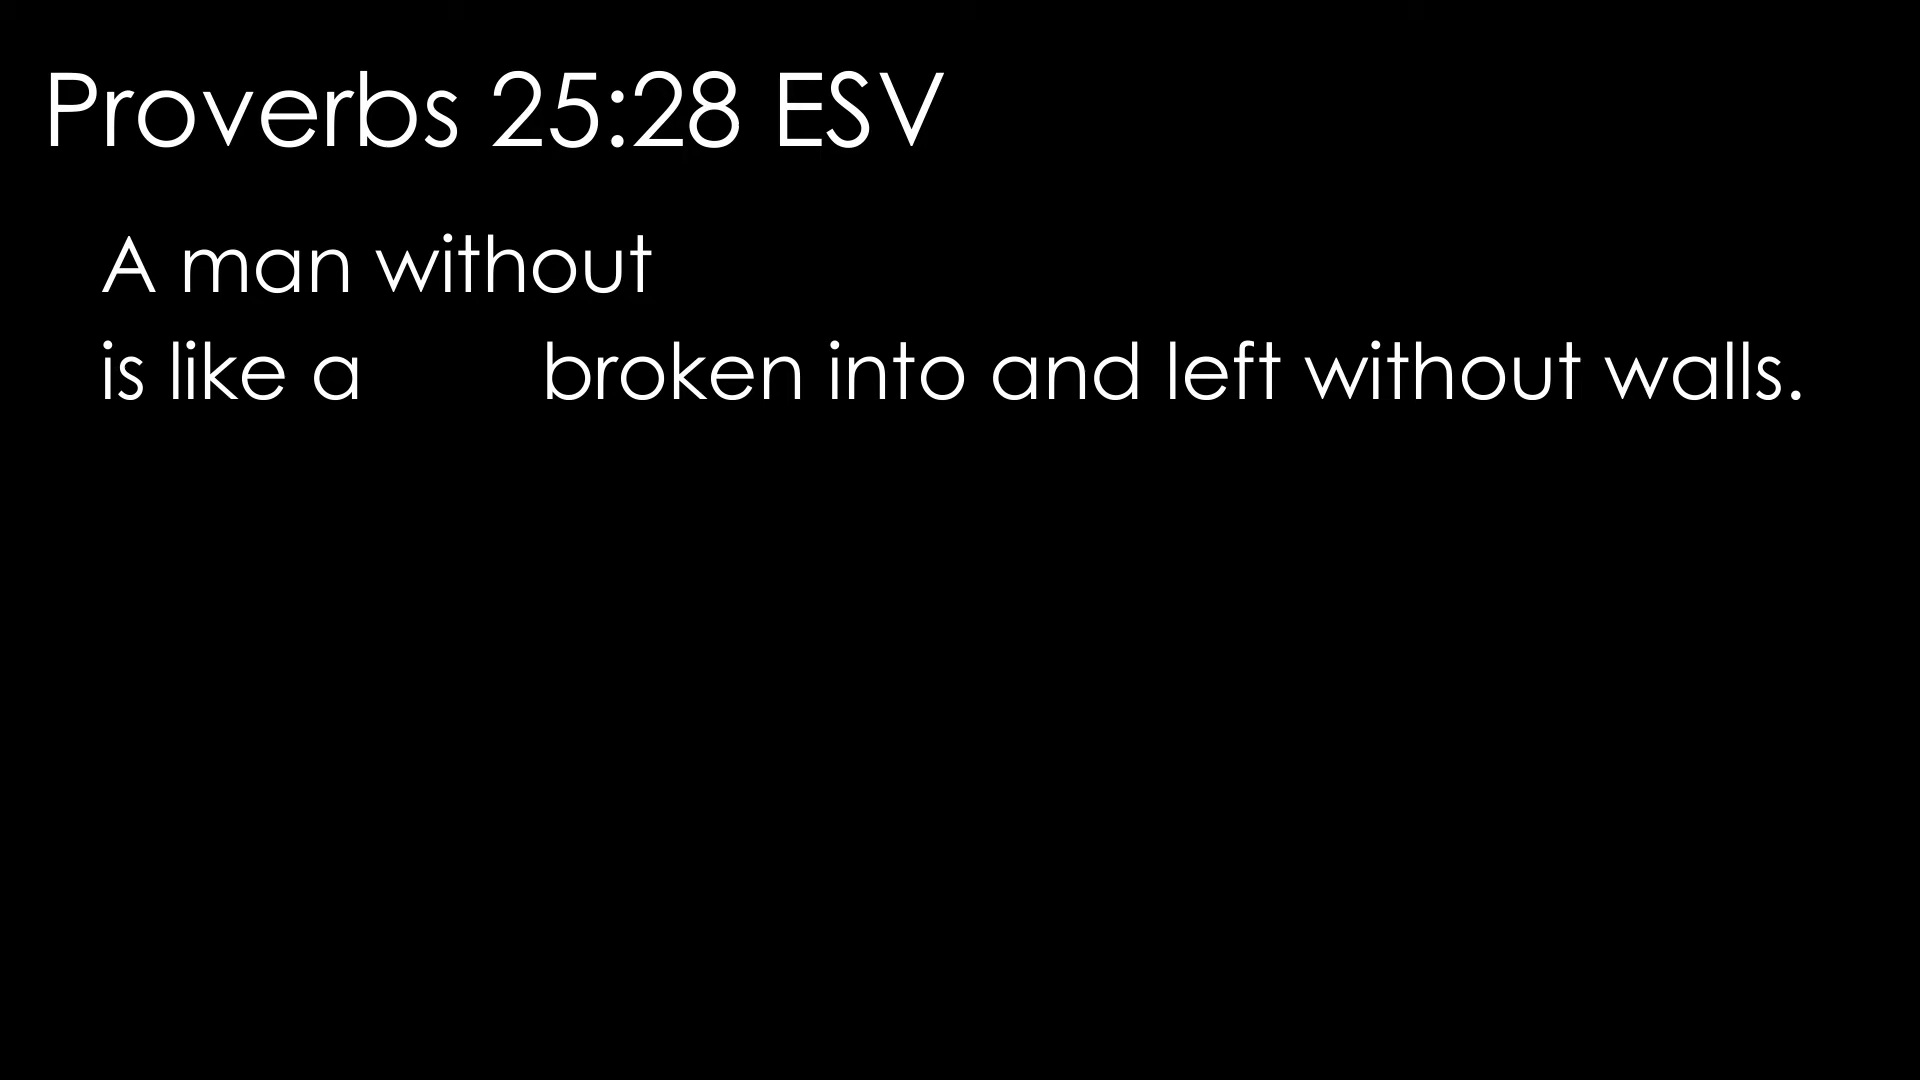 Proverbs 25:28 ESV
A man without
is like a broken into and left without walls.